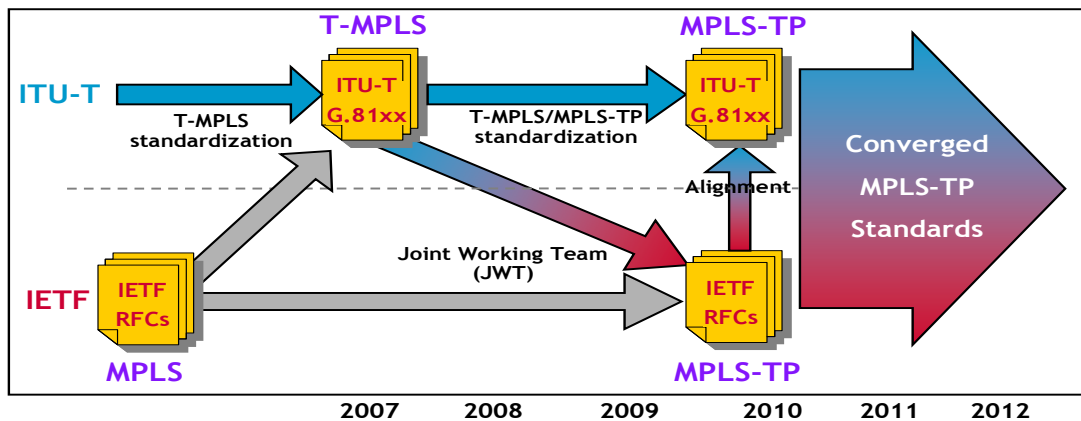 T-MPLS
MPLS-TP
ITU-T
ITU-T
G.81xx
ITU-T
G.81xx
T-MPLS
standardization
T-MPLS/MPLS-TP
standardization
Converged
MPLS-TP
Standards
Alignment
Joint Working Team
(JWT)
IETF
IETF
RFCs
IETF
RFCs
MPLS
MPLS-TP
2007 2008 2009 2010 2011 2012